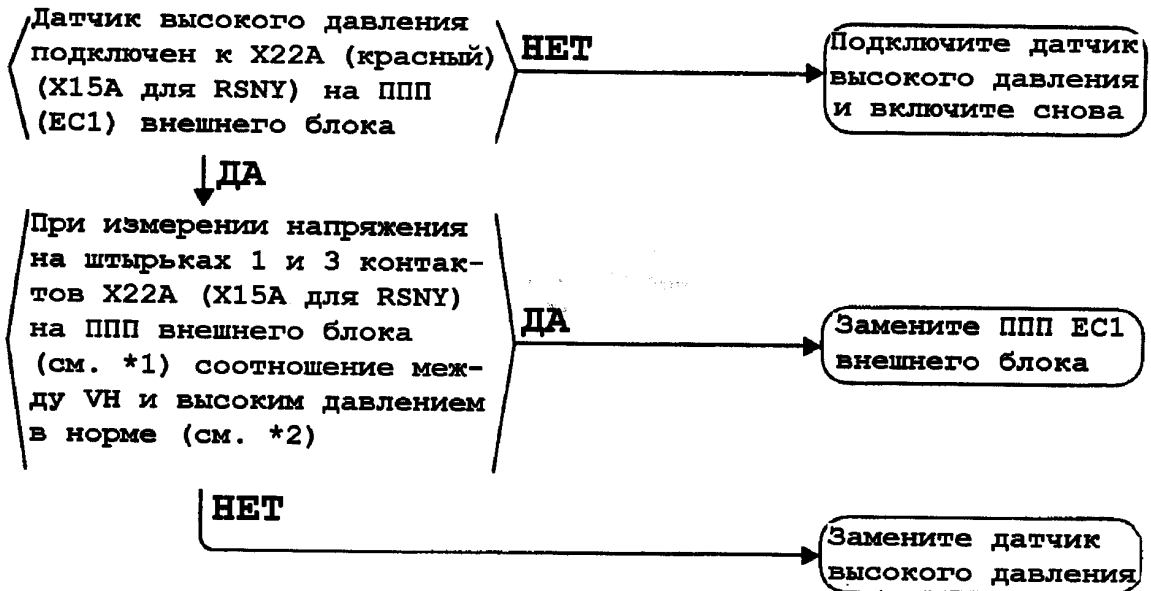 Датчик высокого давления
подключен к X22A (красный)
(X15A для RSNY) на ППП
(EC1) внешнего блока
НЕТ
Подключите датчик
высокого давления
и включите снова
ДА
При измерении напряжения
на штырьках 1 и 3 контак-
тов X22A (X15A для RSNY)
на ППП внешнего блока
(см. *1) соотношение меж-
ду VH и высоким давлением
в норме (см. *2)
ДА
Замените ППП EC1
внешнего блока
НЕТ
Замените датчик
высокого давления